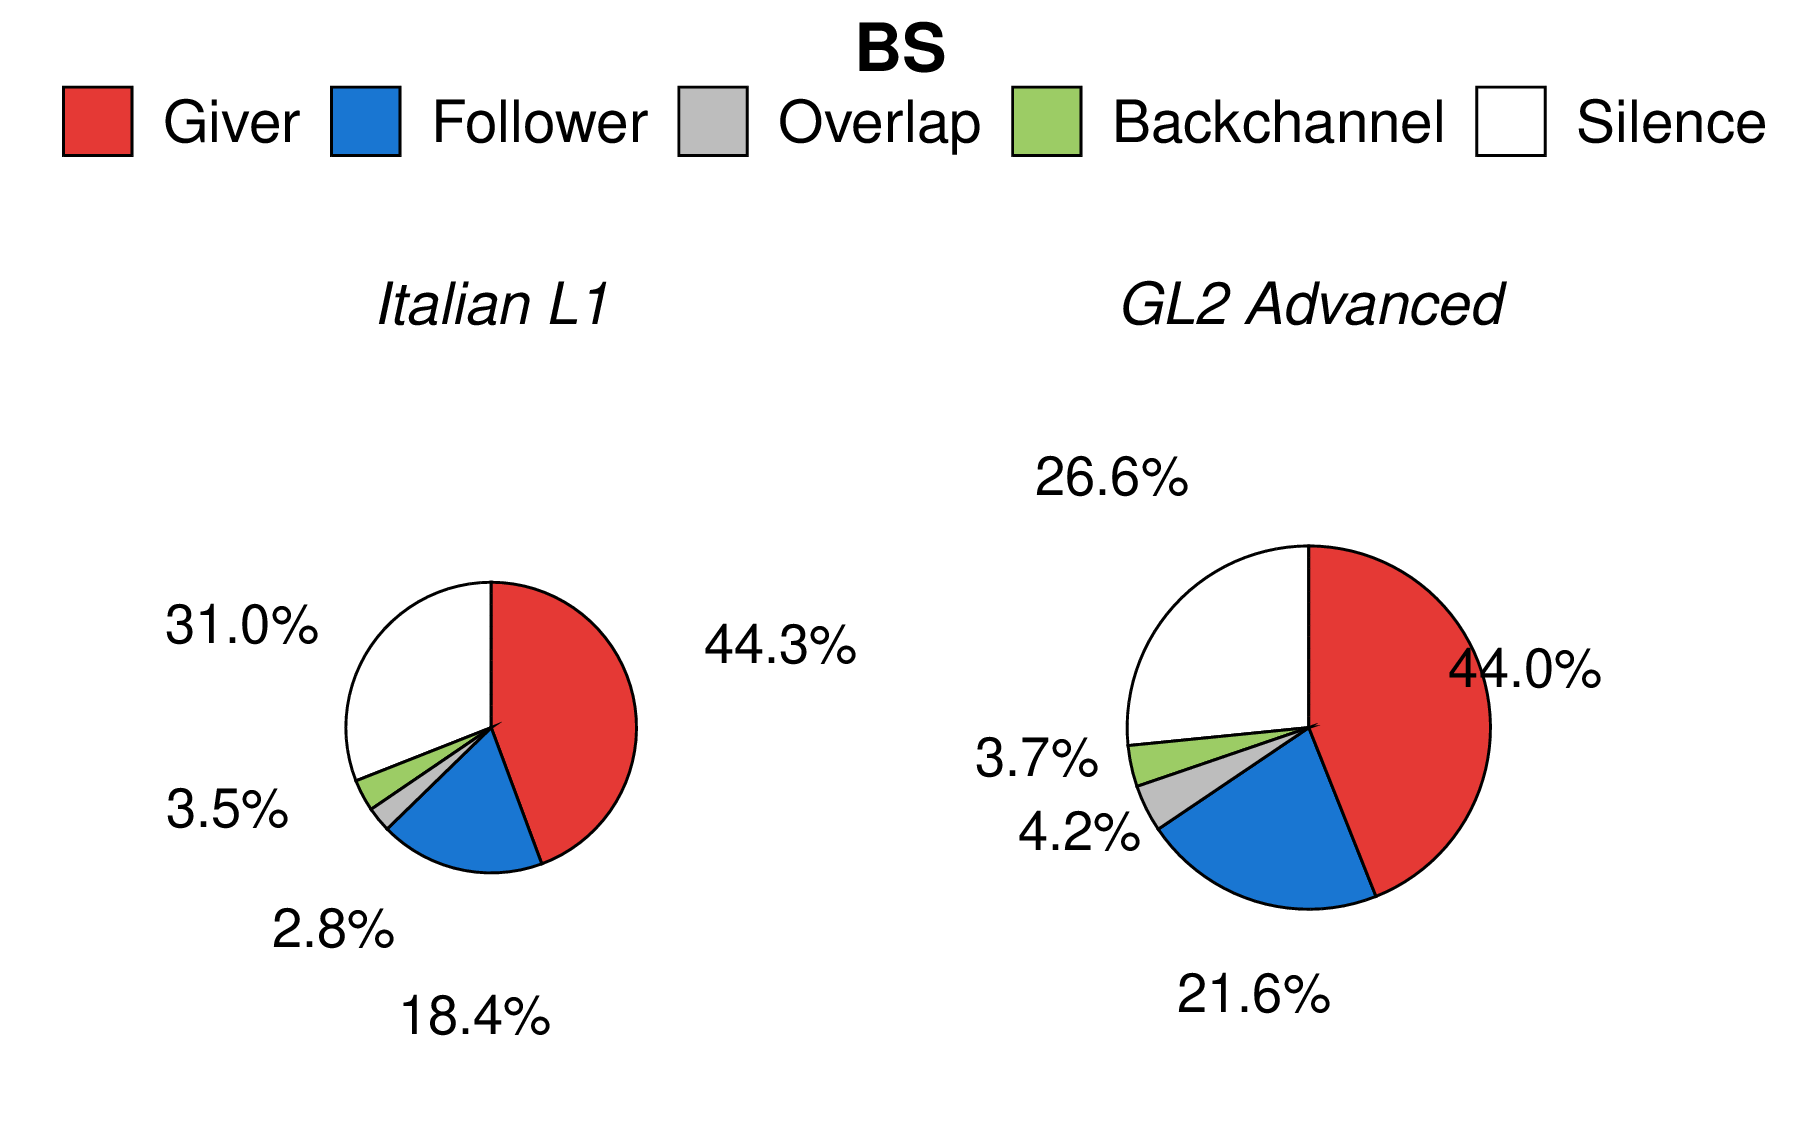 BS
Giver Follower Overlap Backchannel Silence
Italian L1
GL2 Advanced
31.0%
44.3%
3.5%
2.8%
18.4%
26.6%
44.0%
3.7%
4.2%
21.6%